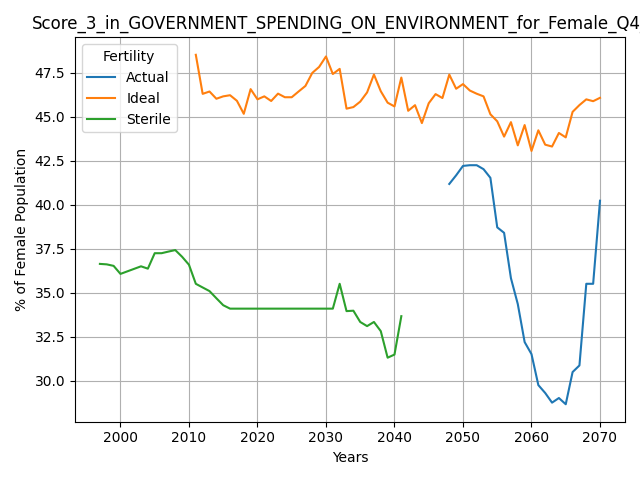 Score_3_in_GOVERNMENT_SPENDING_ON_ENVIRONMENT_for_Female_Q4
Fertility
Actual
Ideal
Sterile
% of Female Population
47.5
45.0
42.5
40.0
37.5
35.0
32.5
30.0
2000 2010 2020 2030 2040 2050 2060 2070
Years